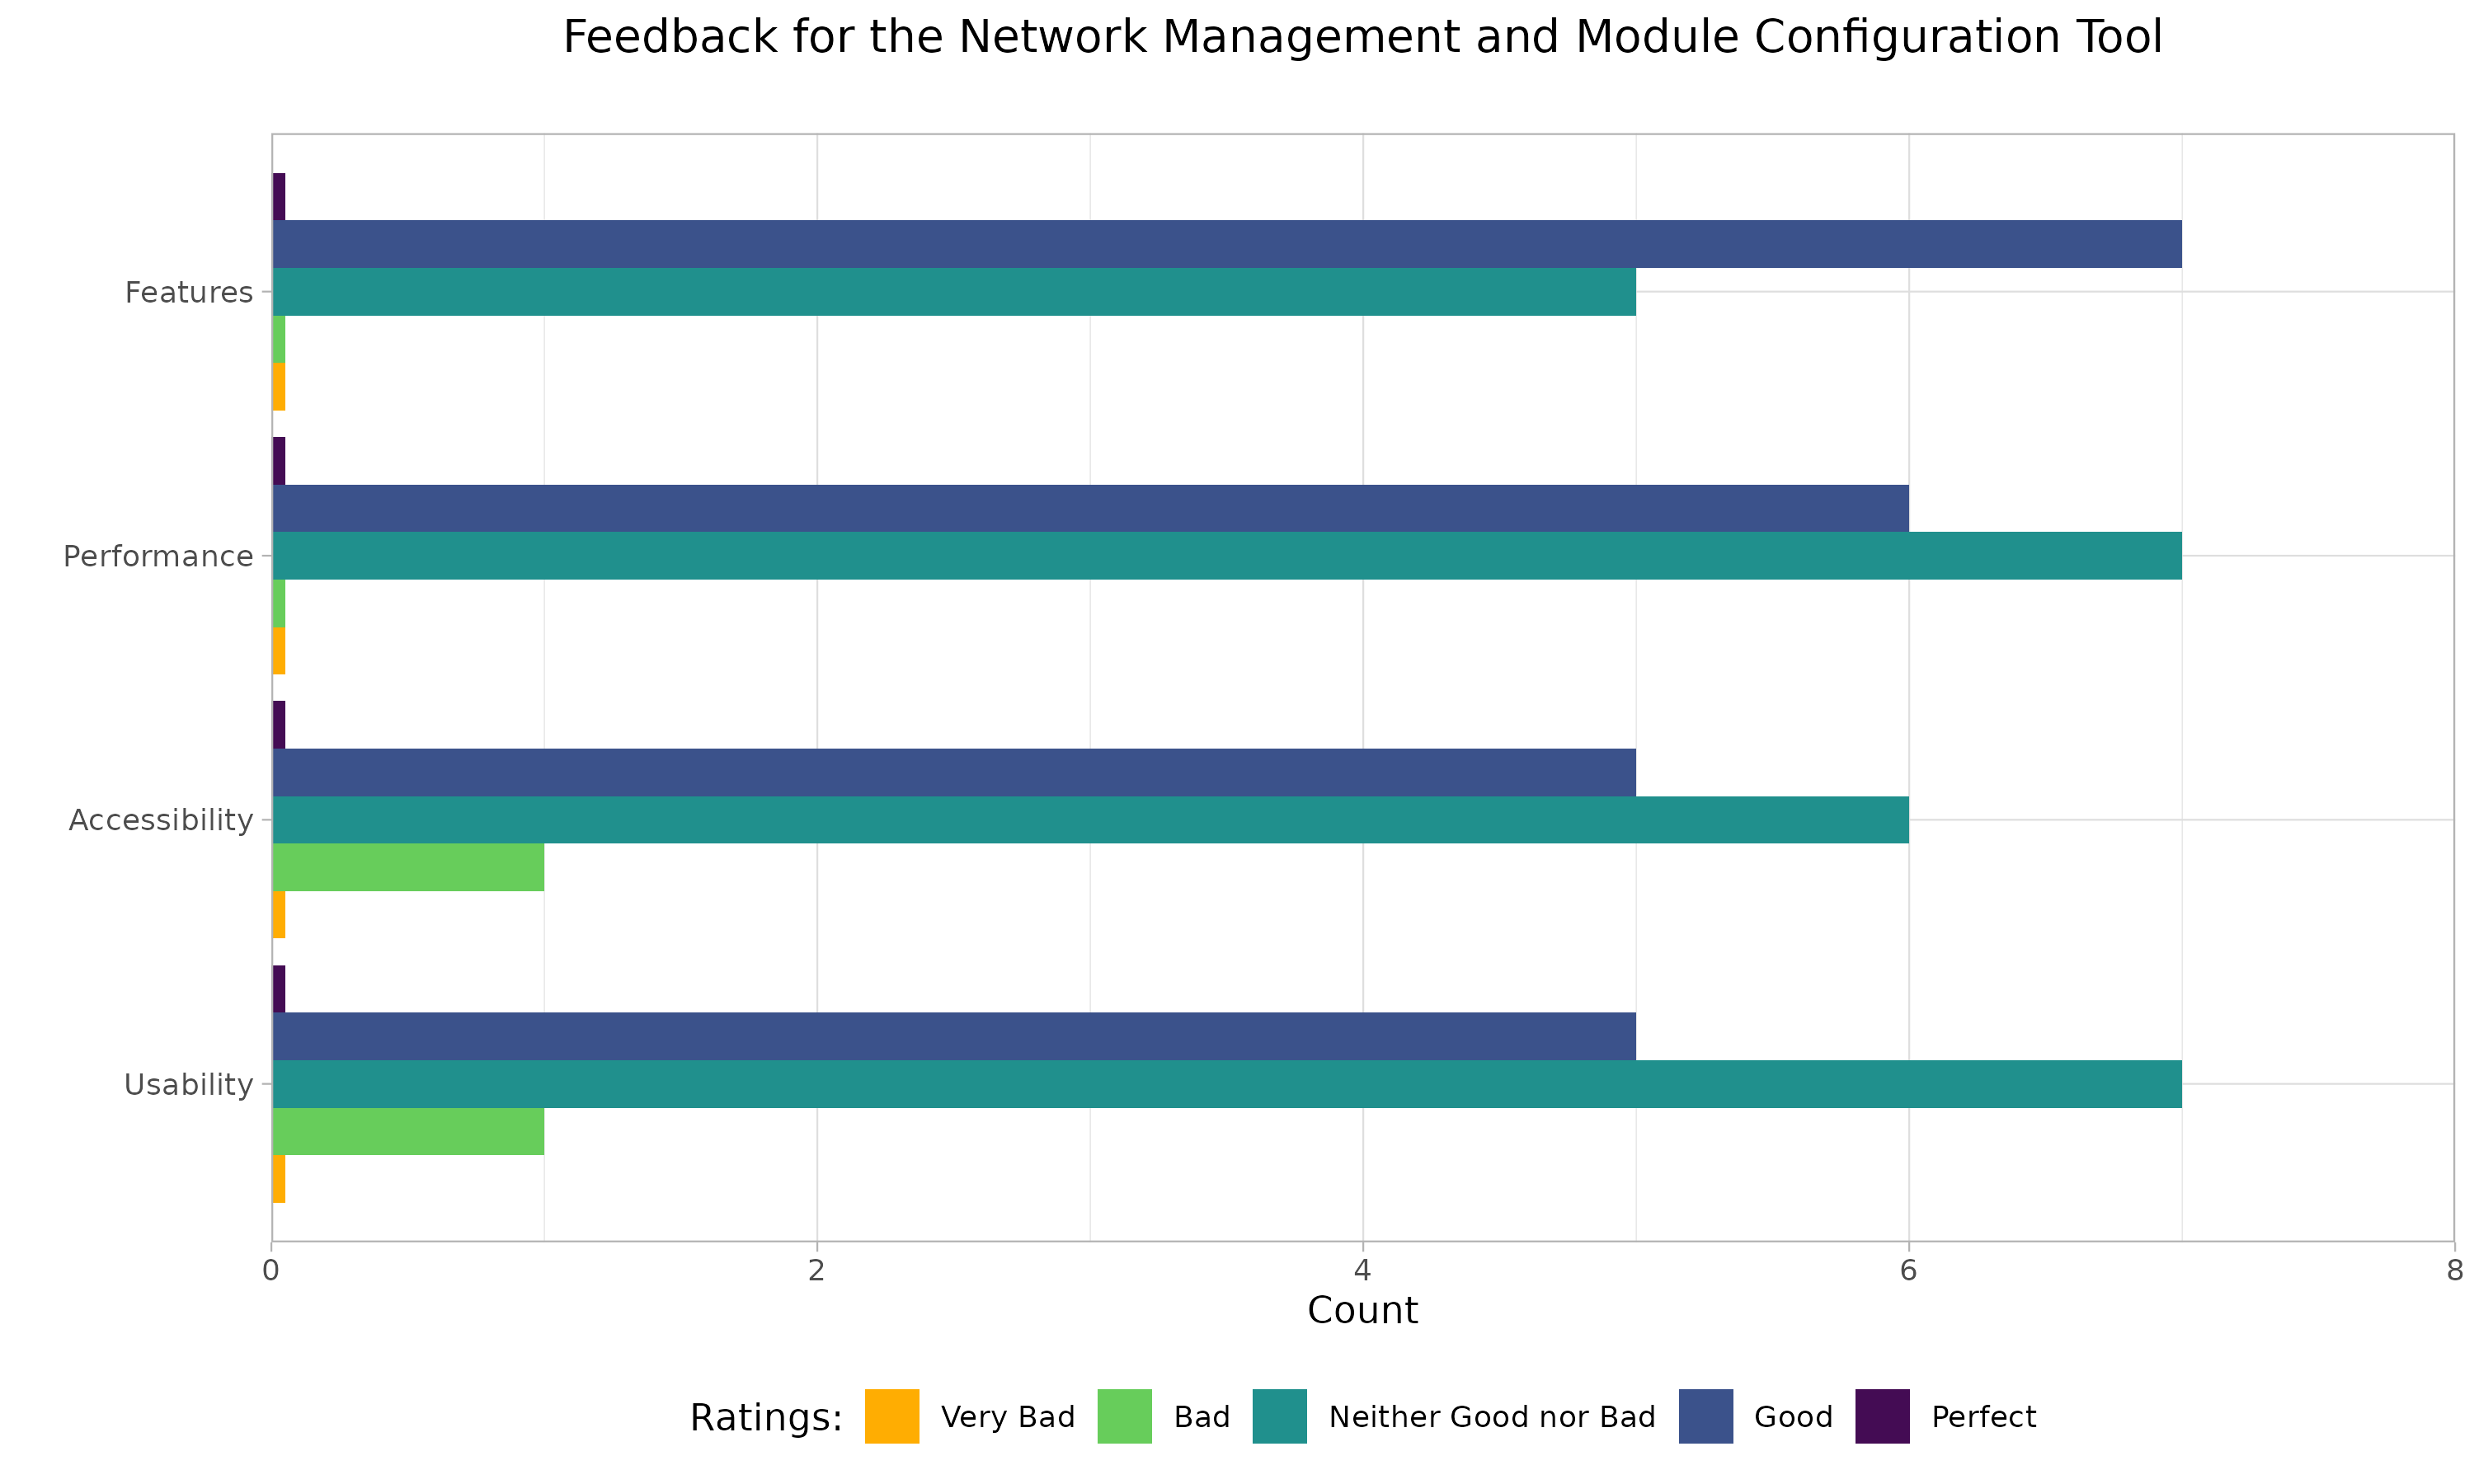 Feedback for the Network Management and Module Configuration Tool
Features
Performance
Accessibility
Usability
0 2 4 6 8
Count
Ratings: Very Bad Bad Neither Good nor Bad Good Perfect